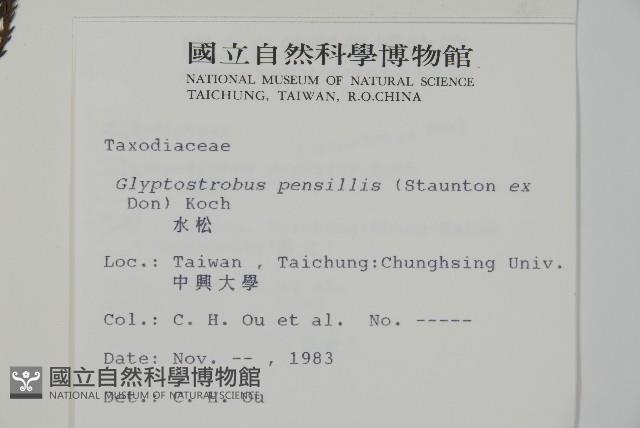 國立自然科學博物館
NATIONAL MUSEUM OF NATURAL SCIENCE
TAICHUNG, TAIWAN, R.O.CHINA
Taxodiaceae
Glyptostrobus pensillis (Staunton ex
Don) Koch
水松
Loc.: Taiwan , Taichung:Chunghsing Univ.
中興大學
Col.: C. H. Ou et al. No. -----
Date: Nov. -- , 1983
Det.: C. H. Ou
國立自然科學博物館
NATIONAL MUSEUM OF NATURAL SCIENCE